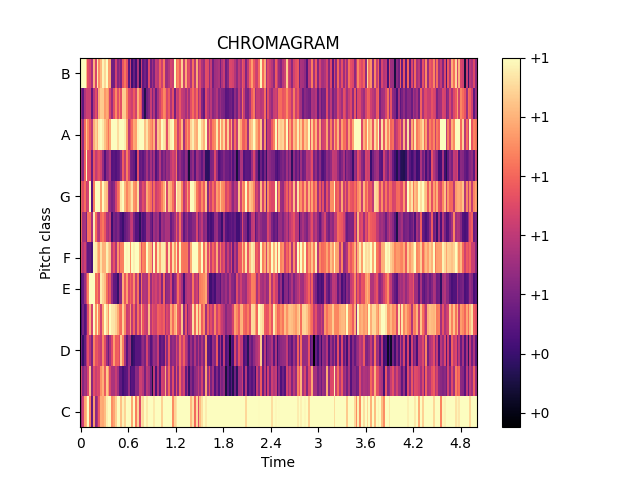 CHROMAGRAM
B
A
G
F
E
D
C
Pitch class
0 0.6 1.2 1.8 2.4 3 3.6 4.2 4.8
Time
+1
+1
+1
+1
+1
+0
+0